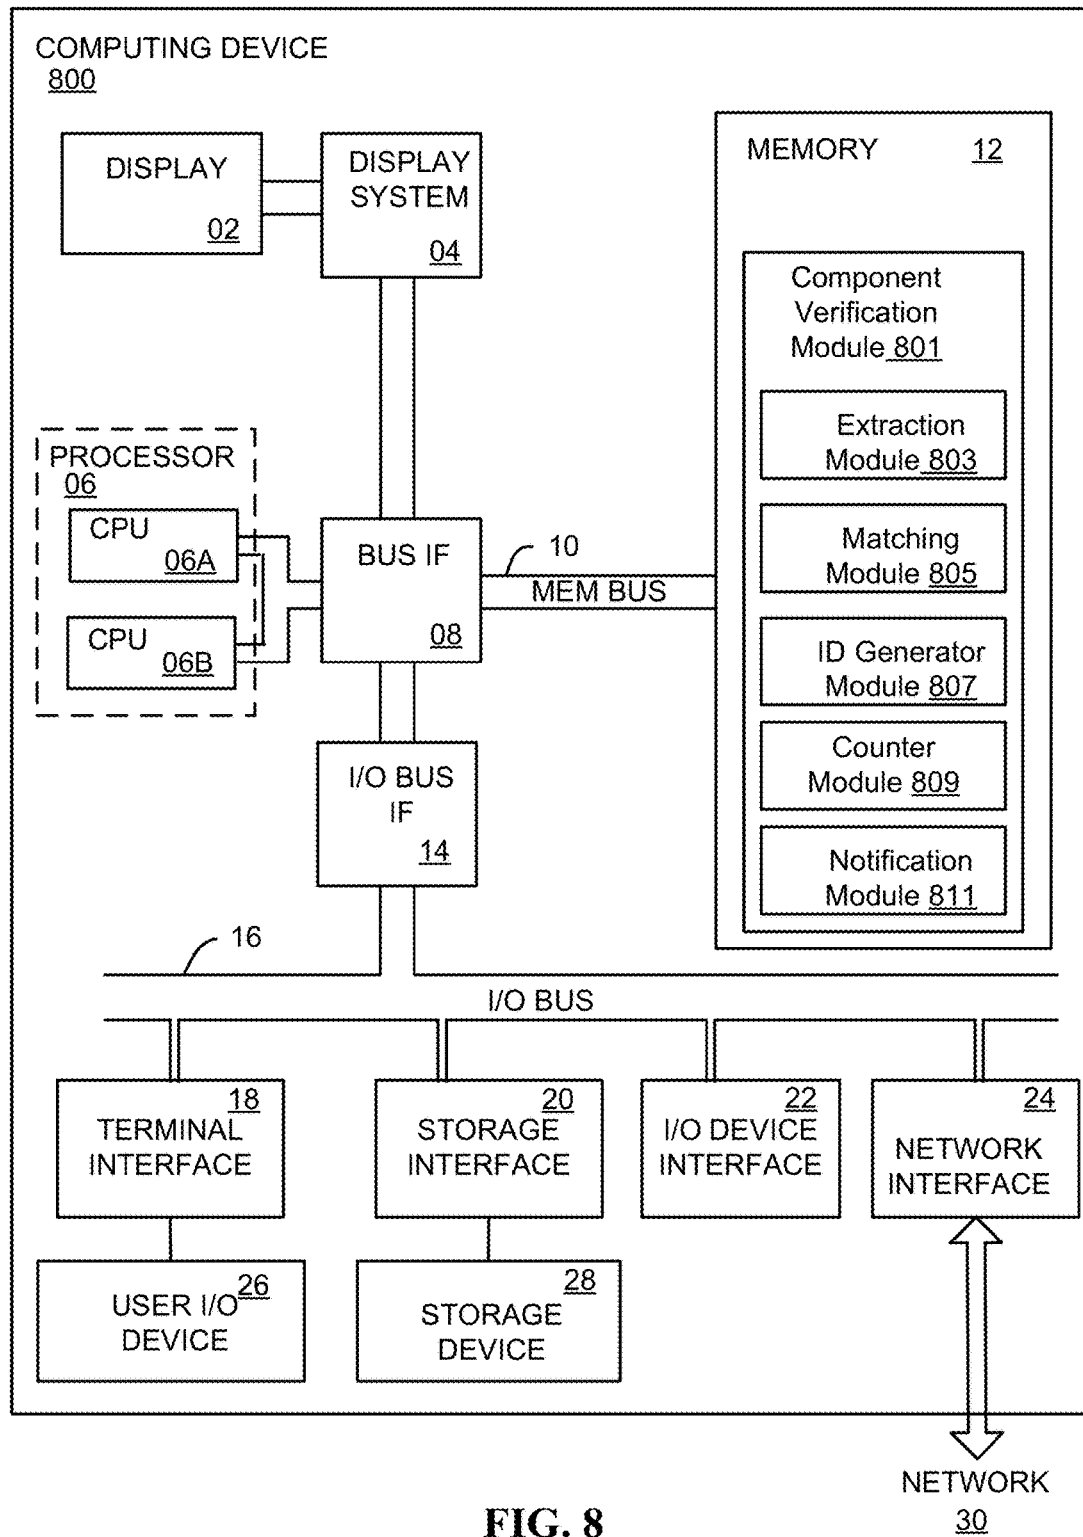 COMPUTING DEVICE
800
DISPLAY
02
DISPLAY
SYSTEM
04
MEMORY 12
Component
Verification
Module 801
Extraction
Module 803
Matching
Module 805
ID Generator
Module 807
Counter
Module 809
Notification
Module 811
PROCESSOR
06
CPU
06A
CPU
06B
BUS IF
08
10
MEM BUS
I/O BUS
IF
14
16
I/O BUS
18
TERMINAL
INTERFACE
20
STORAGE
INTERFACE
22
I/O DEVICE
INTERFACE
24
NETWORK
INTERFACE
26
USER I/O
DEVICE
28
STORAGE
DEVICE
NETWORK
30
FIG. 8